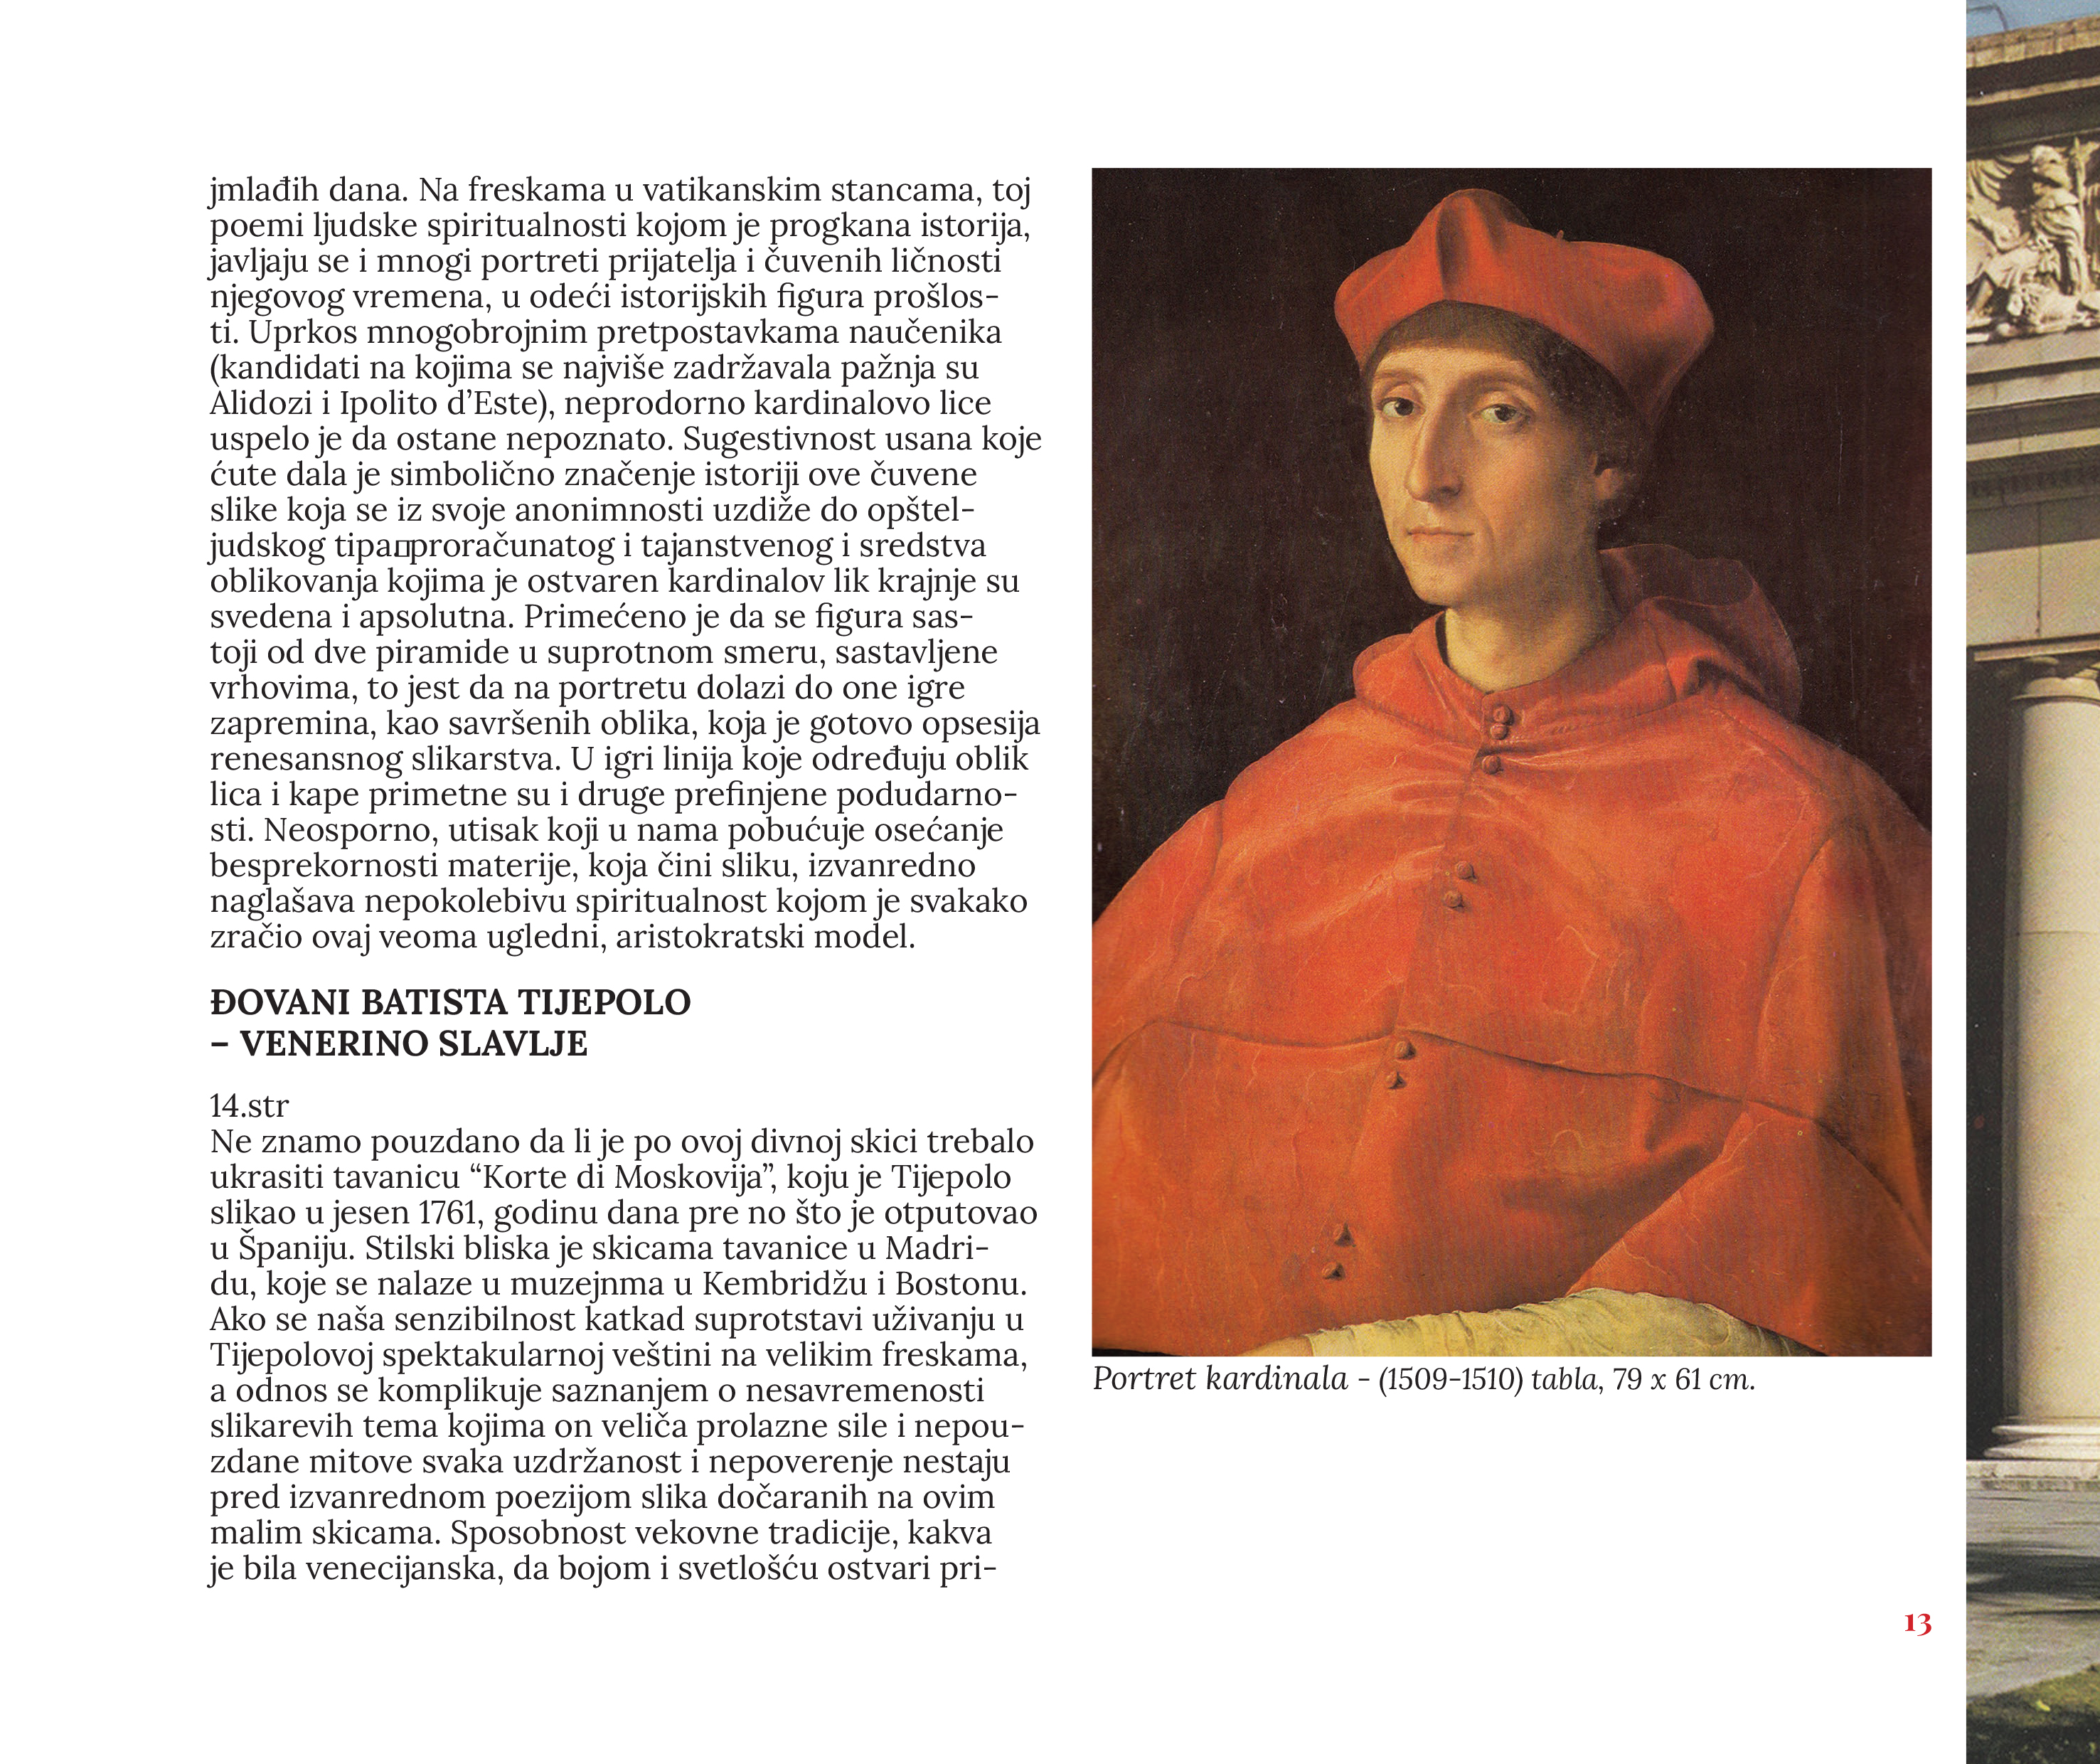 jmlađih dana. Na freskama u vatikanskim stancama, toj
poemi ljudske spiritualnosti kojom je progkana istorija,
javljaju se i mnogi portreti prijatelja i čuvenih ličnosti
njegovog vremena, u odeći istorijskih figura prošlos-
ti. Uprkos mnogobrojnim pretpostavkama naučenika
(kandidati na kojima se najviše zadržavala pažnja su
Alidozi i Ipolito d’Este), neprodorno kardinalovo lice
uspelo je da ostane nepoznato. Sugestivnost usana koje
ćute dala je simbolično značenje istoriji ove čuvene
slike koja se iz svoje anonimnosti uzdiže do opštel-
judskog tipa□proračunatog i tajanstvenog i sredstva
oblikovanja kojima je ostvaren kardinalov lik krajnje su
svedena i apsolutna. Primećeno je da se figura sas-
toji od dve piramide u suprotnom smeru, sastavljene
vrhovima, to jest da na portretu dolazi do one igre
zapremina, kao savršenih oblika, koja je gotovo opsesija
renesansnog slikarstva. U igri linija koje određuju oblik
lica i kape primetne su i druge prefinjene podudarno-
sti. Neosporno, utisak koji u nama pobućuje osećanje
besprekornosti materije, koja čini sliku, izvanredno
naglašava nepokolebivu spiritualnost kojom je svakako
zračio ovaj veoma ugledni, aristokratski model.
ĐOVANI BATISTA TIJEPOLO
– VENERINO SLAVLJE
14.str
Ne znamo pouzdano da li je po ovoj divnoj skici trebalo
ukrasiti tavanicu “Korte di Moskovija”, koju je Tijepolo
slikao u jesen 1761, godinu dana pre no što je otputovao
u Španiju. Stilski bliska je skicama tavanice u Madri-
du, koje se nalaze u muzejnma u Kembridžu i Bostonu.
Ako se naša senzibilnost katkad suprotstavi uživanju u
Tijepolovoj spektakularnoj veštini na velikim freskama,
a odnos se komplikuje saznanjem o nesavremenosti
slikarevih tema kojima on veliča prolazne sile i nepou-
zdane mitove svaka uzdržanost i nepoverenje nestaju
pred izvanrednom poezijom slika dočaranih na ovim
malim skicama. Sposobnost vekovne tradicije, kakva
je bila venecijanska, da bojom i svetlošću ostvari pri-
Portret kardinala - (1509-1510) tabla, 79 x 61 cm.
13